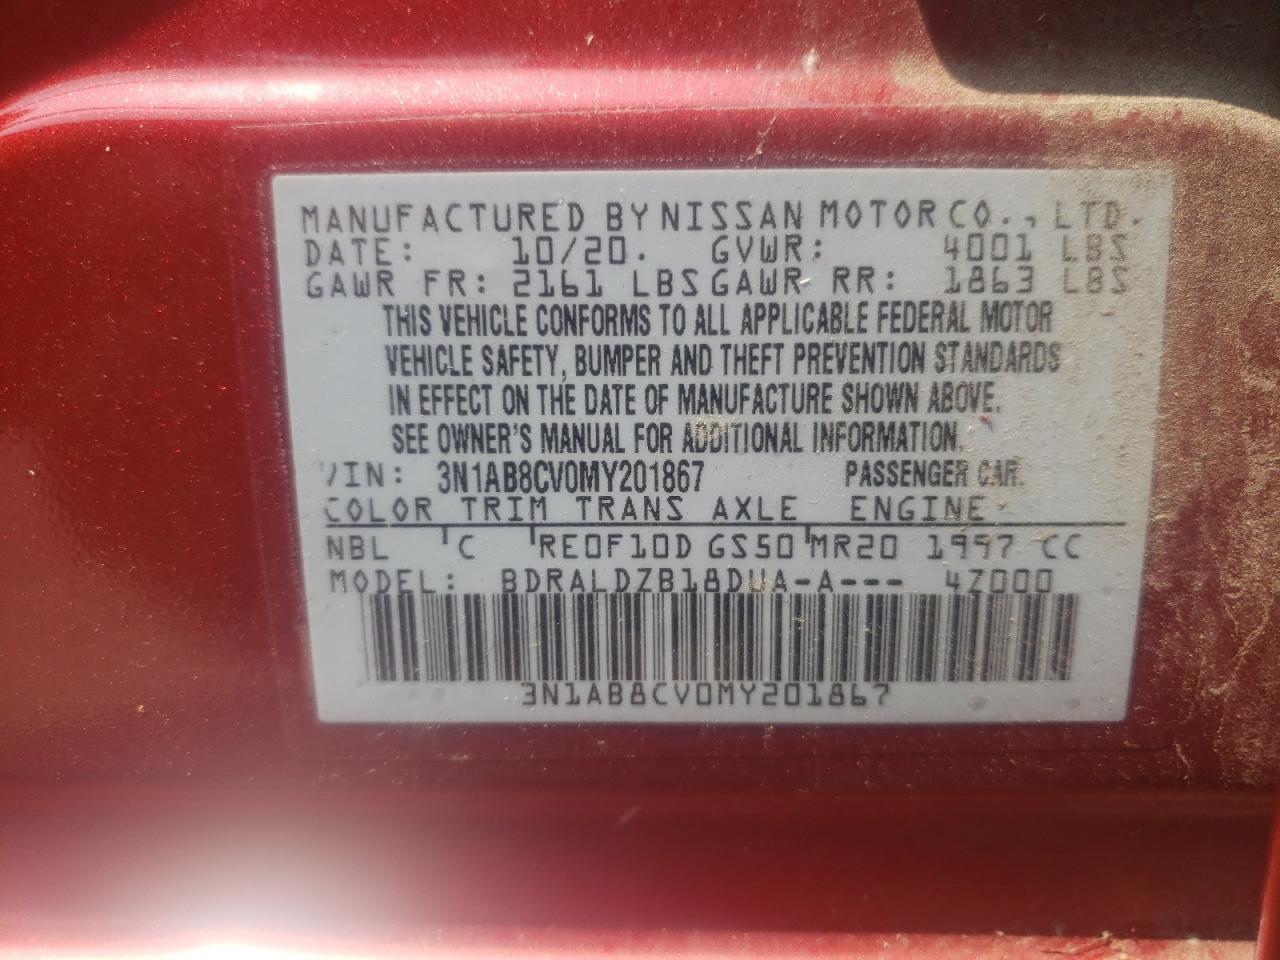 MANUFACTURED BY NISSAN MOTOR CO., LTD.
DATE: 10/20. GVWR: 4001 LBS
GAWR FR: 2161 LBS GAWR RR: 1863 LBS
THIS VEHICLE CONFORMS TO ALL APPLICABLE FEDERAL MOTOR
VEHICLE SAFETY, BUMPER AND THEFT PREVENTION STANDARDS
IN EFFECT ON THE DATE OF MANUFACTURE SHOWN ABOVE.
SEE OWNER'S MANUAL FOR ADDITIONAL INFORMATION.
VIN: 3N1AB8CV0MY201867 PASSENGER CAR.
COLOR TRIM TRANS AXLE ENGINE
NBL C RE0F10D GS50 MR20 1997 CC
MODEL: BDRALDZB18DUA-A--- 4Z000
3N1AB8CV0MY201867